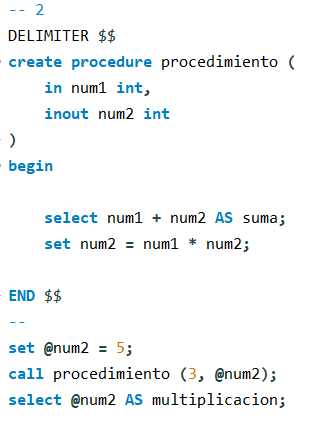 -- 2
DELIMITER $$
create procedure procedimiento (
    in num1 int,
    inout num2 int
)
begin
    select num1 + num2 AS suma;
    set num2 = num1 * num2;
END $$
--
set @num2 = 5;
call procedimiento (3, @num2);
select @num2 AS multiplicacion;